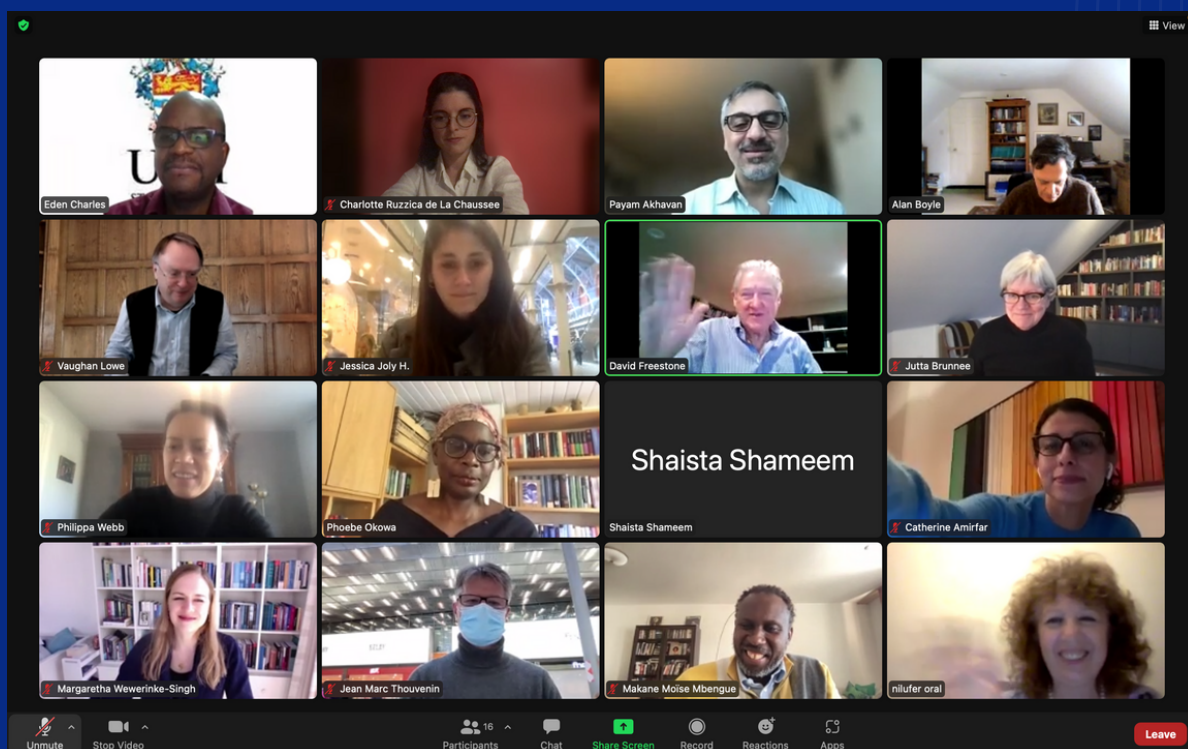 View
Eden Charles
Charlotte Ruzzica de La Chaussee
Payam Akhavan
Alan Boyle
Vaughan Lowe
Jessica Joly H.
David Freestone
Jutta Brunnee
Philippa Webb
Phoebe Okowa
Shaista Shameem
Shaista Shameem
Catherine Amirfar
Margaretha Wewerinke-Singh
Jean Marc Thouvenin
Makane Moïse Mbengue
nilufer oral
Unmute
Stop Video
16
Participants
Chat
Share Screen
Record
Reactions
Apps
Leave